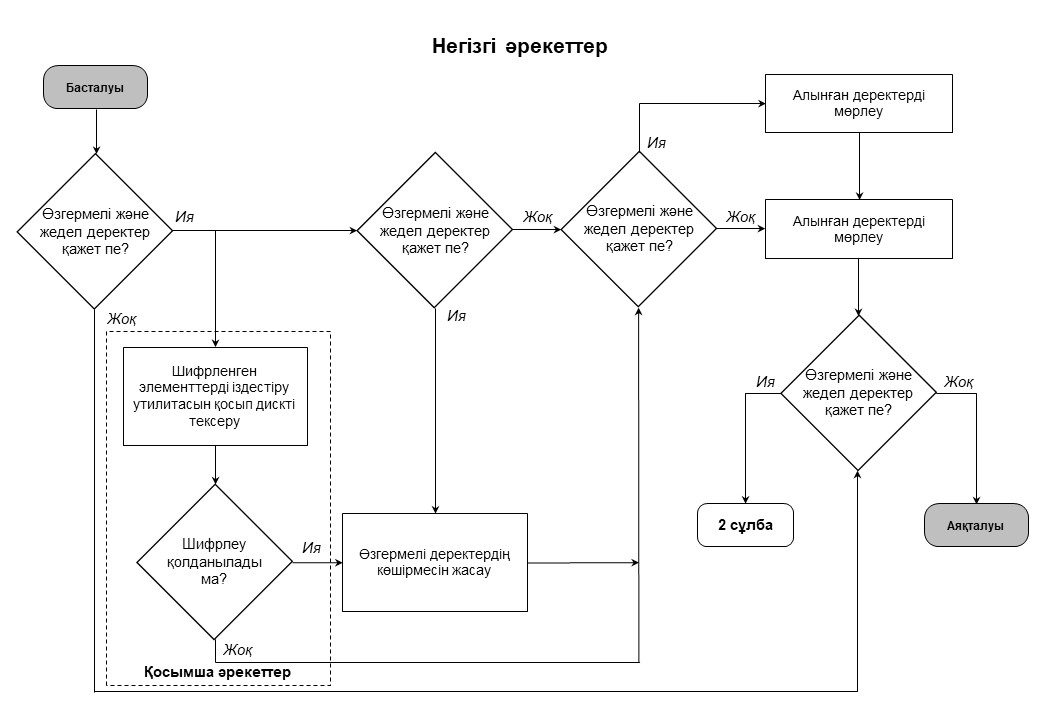 Негізгі әрекеттер
Басталуы
Өзгермелі және
жедел деректер
қажет пе?
Ия
Жоқ
Өзгермелі және
жедел деректер
қажет пе?
Жоқ
Ия
Өзгермелі және
жедел деректер
қажет пе?
Ия
Жоқ
Алынған деректерді
мөрлеу
Алынған деректерді
мөрлеу
Өзгермелі және
жедел деректер
қажет пе?
Ия
Жоқ
2 сұлба
Аяқталуы
Шифрленген
элементтерді іздестіру
утилитасын қосып дискті
тексеру
Шифрлеу
қолданылады
ма?
Ия
Жоқ
Өзгермелі деректердің
көшірмесін жасау
Қосымша әрекеттер